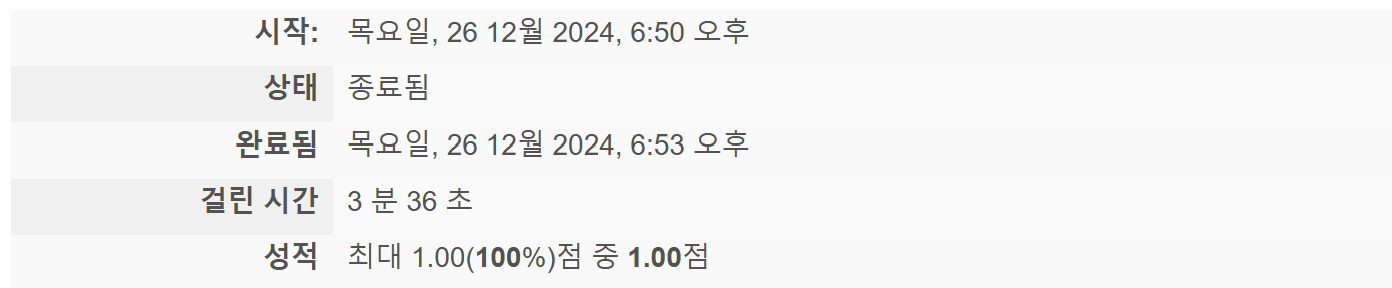 시작: 목요일, 26 12월 2024, 6:50 오후
상태 종료됨
완료됨 목요일, 26 12월 2024, 6:53 오후
걸린 시간 3 분 36 초
성적 최대 1.00(100%)점 중 1.00점